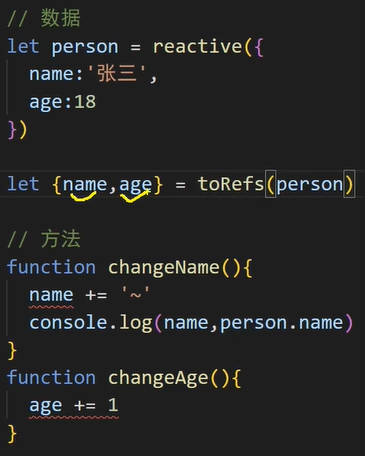 // 数据
let person = reactive({
name:'张三',
age:18
})
let {name,age} = toRefs(person)
// 方法
function changeName(){
name += '~'
console.log(name,person.name)
}
function changeAge(){
age += 1
}